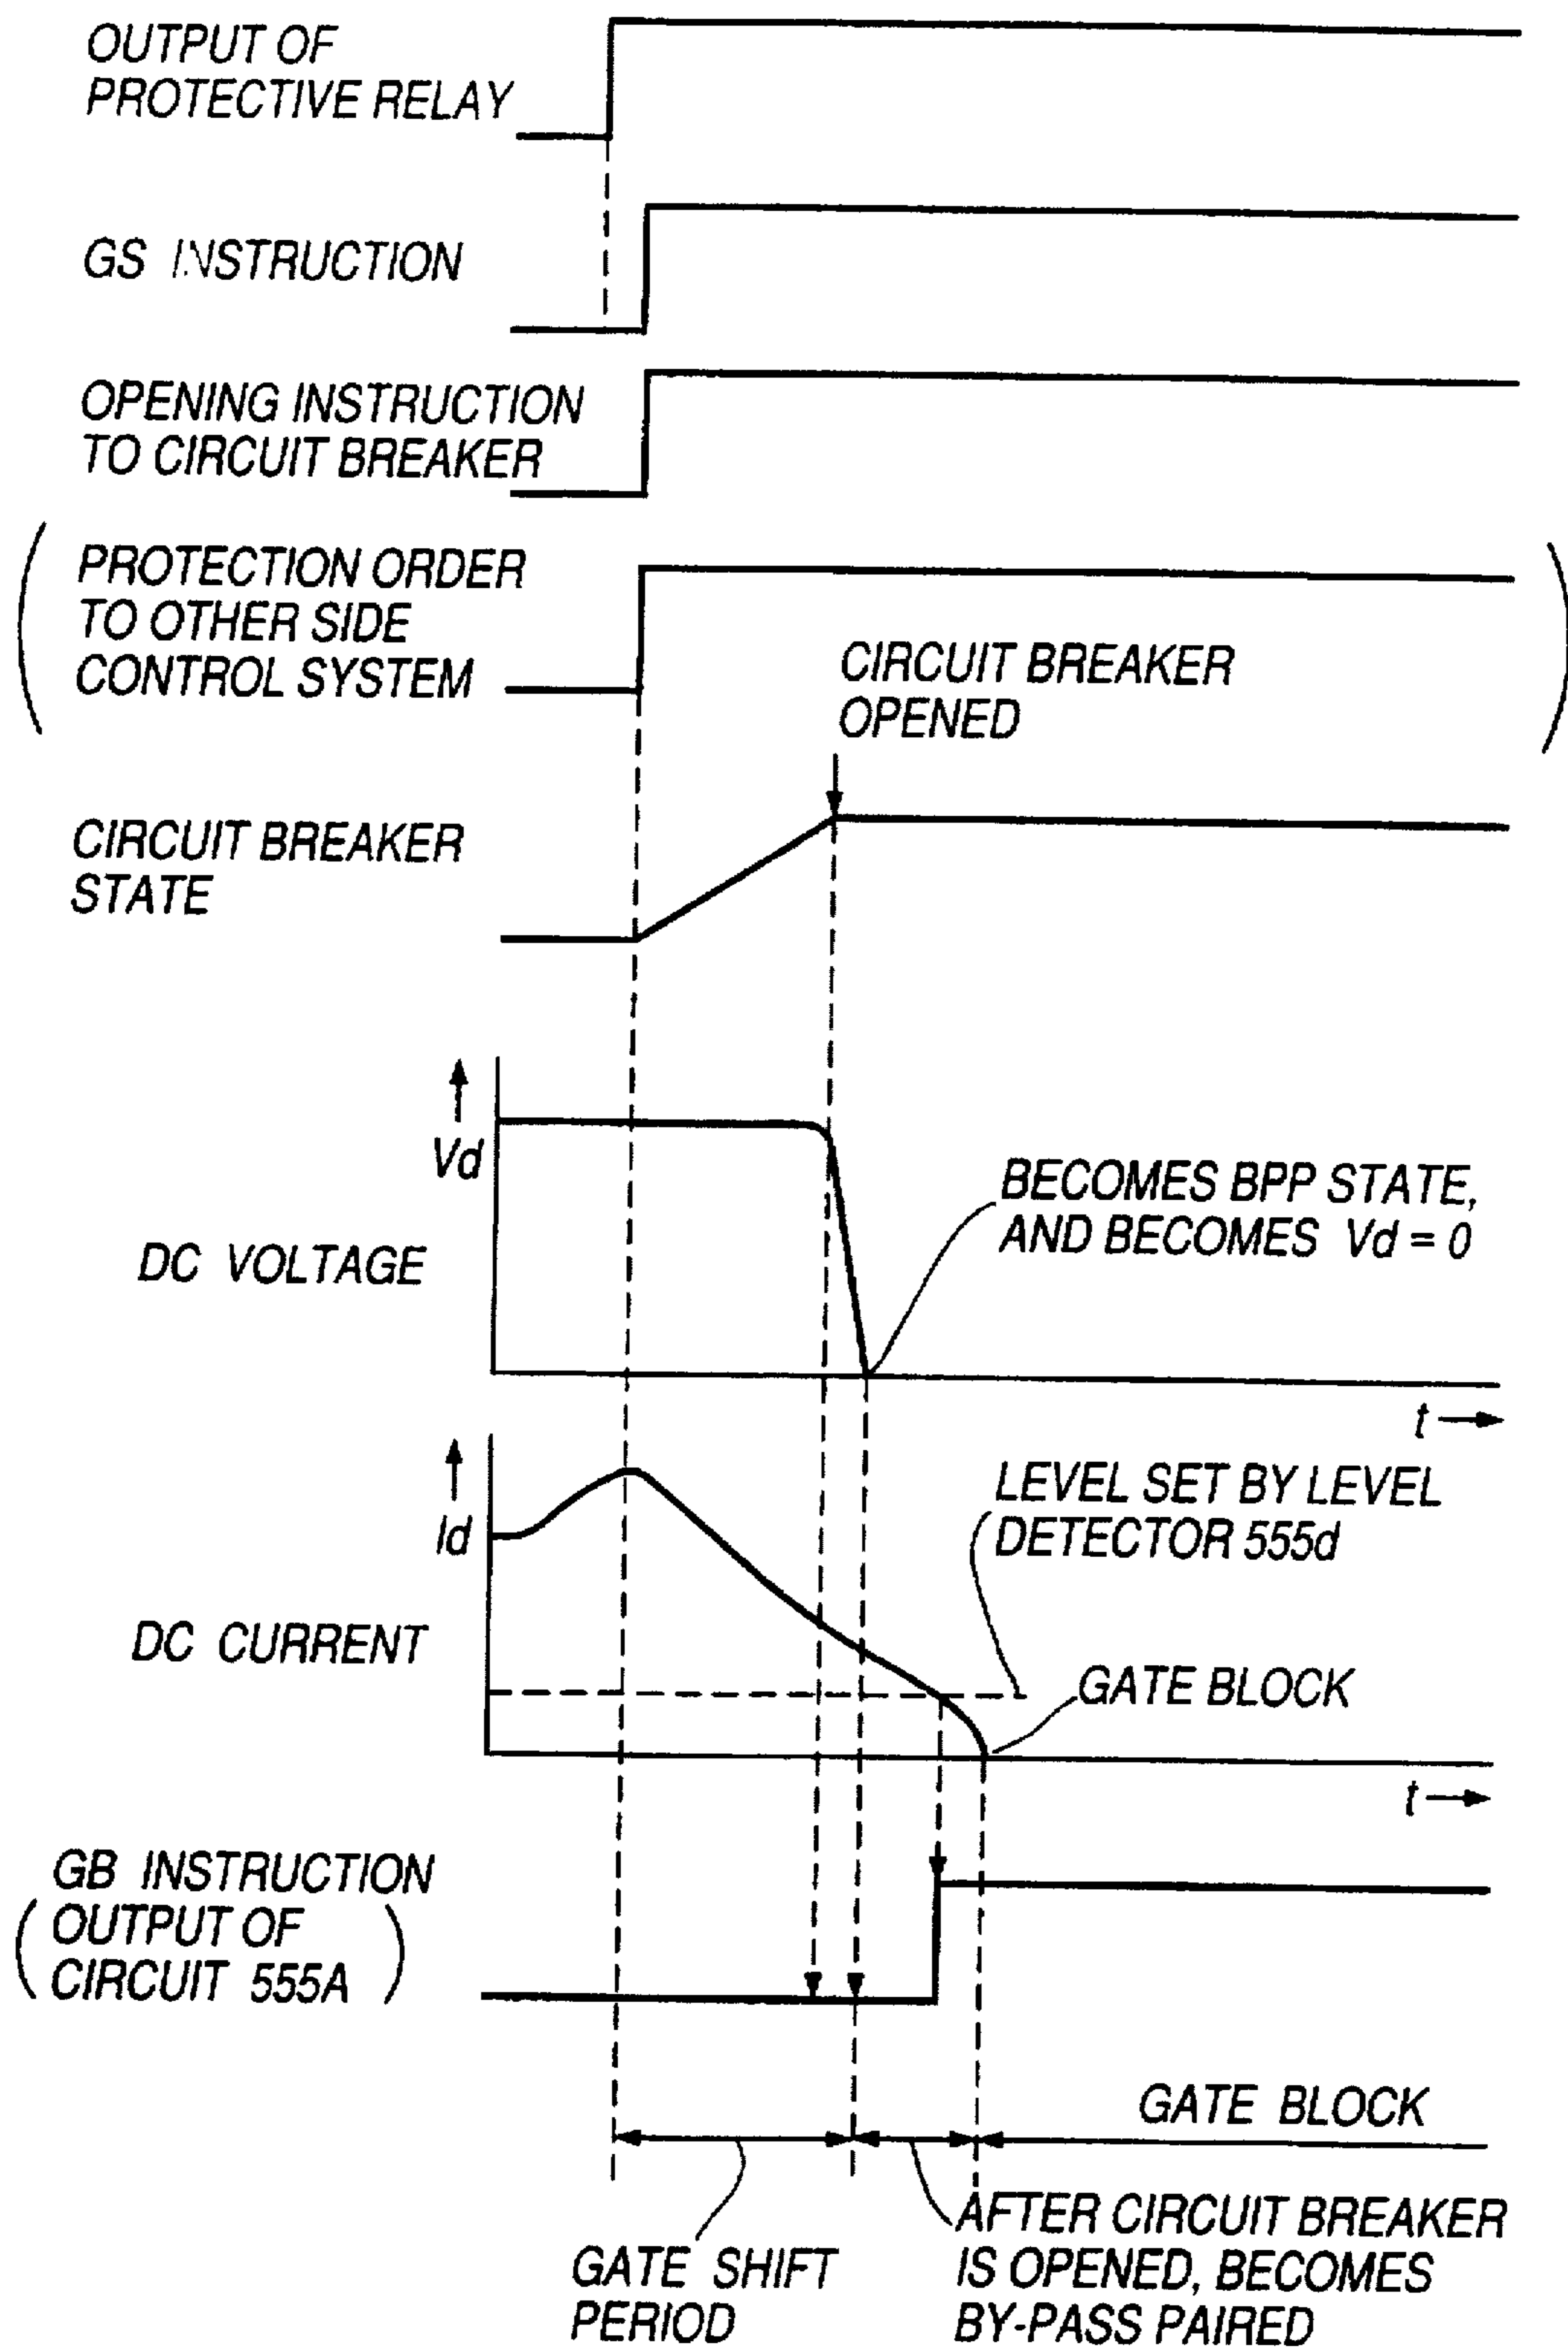 OUTPUT OF
PROTECTIVE RELAY
GS INSTRUCTION
OPENING INSTRUCTION
TO CIRCUIT BREAKER
PROTECTION ORDER
TO OTHER SIDE
CONTROL SYSTEM
CIRCUIT BREAKER
OPENED
CIRCUIT BREAKER
STATE
Vd
BECOMES BPP STATE,
AND BECOMES Vd = 0
DC VOLTAGE
t
LEVEL SET BY LEVEL
DETECTOR 555d
Id
DC CURRENT
GATE BLOCK
t
GB INSTRUCTION
( OUTPUT OF
CIRCUIT 555A )
GATE BLOCK
AFTER CIRCUIT BREAKER
IS OPENED, BECOMES
BY-PASS PAIRED
GATE SHIFT
PERIOD